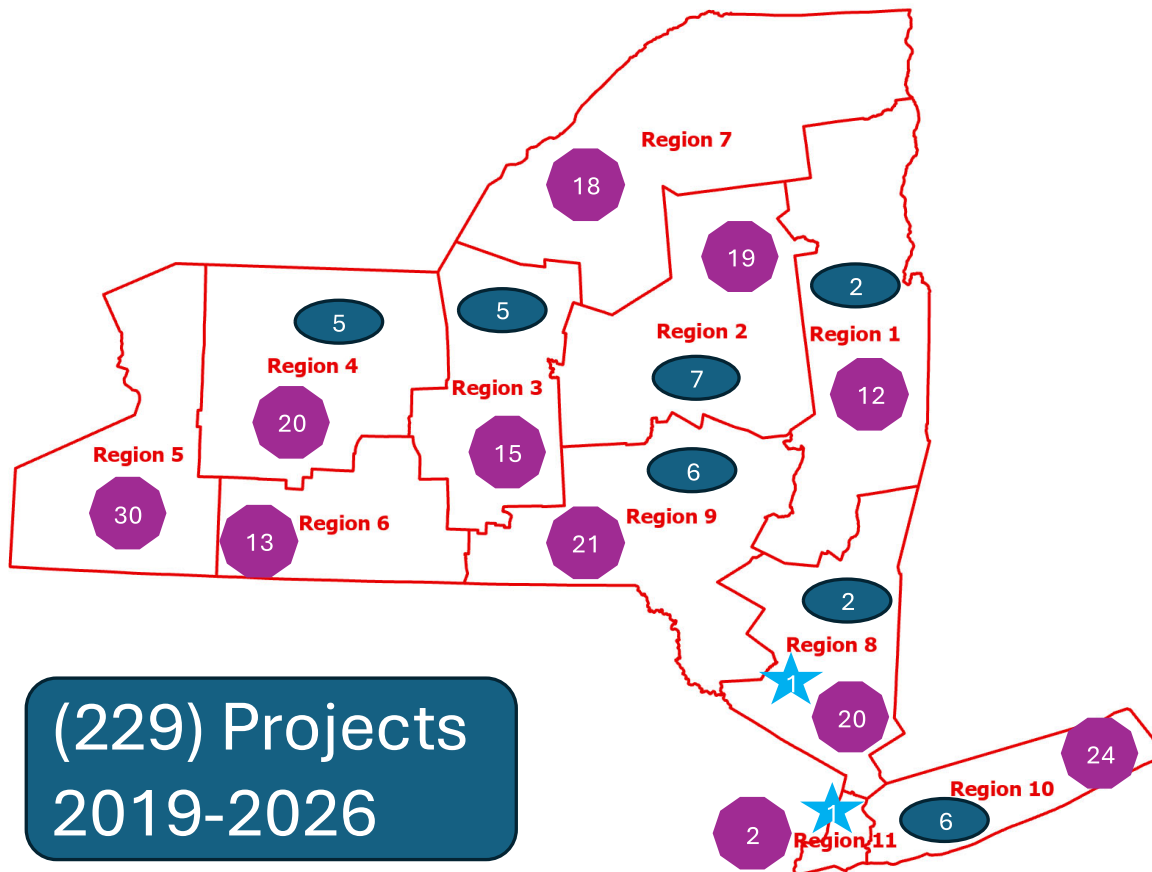 Region 7
18
19
2
5
5
Region 2
Region 1
Region 4
7
Region 3
12
20
15
Region 5
6
30
Region 6
Region 9
13
21
2
Region 8
1
20
(229) Projects
2019-2026
24
Region 10
1
6
2
Region 11